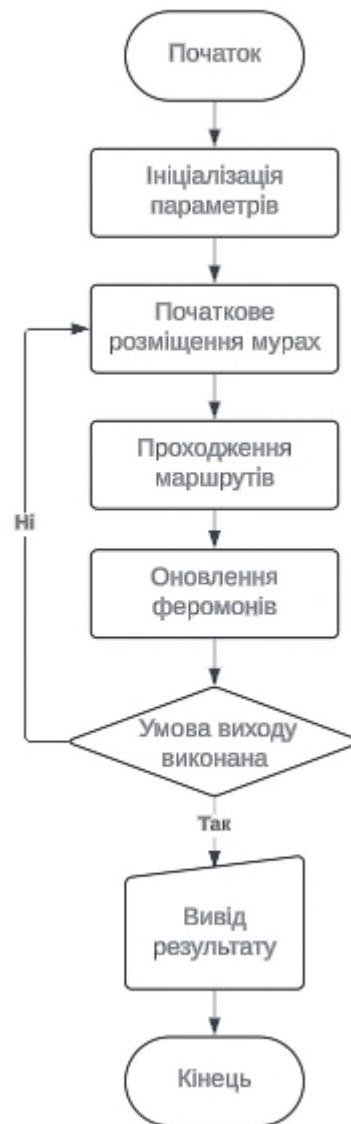 Початок
Ініціалізація
параметрів
Початкове
розміщення мурах
Проходження
маршрутів
Ні
Оновлення
феромонів
Умова виходу
виконана
Так
Вивід
результату
Кінець